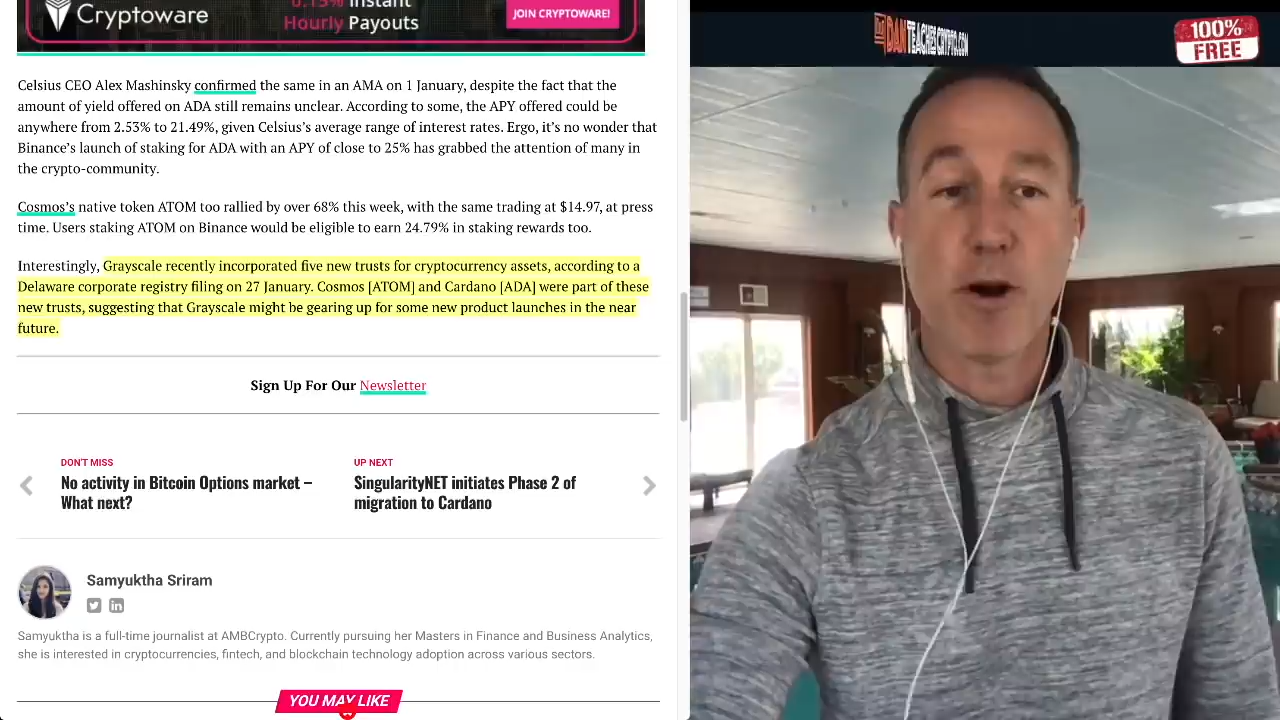 Cryptoware
0.15% Instant
Hourly Payouts
JOIN CRYPTOWARE!
Celsius CEO Alex Mashinsky confirmed the same in an AMA on 1 January, despite the fact that the
amount of yield offered on ADA still remains unclear. According to some, the APY offered could be
anywhere from 2.53% to 21.49%, given Celsius's average range of interest rates. Ergo, it's no wonder that
Binance's launch of staking for ADA with an APY of close to 25% has grabbed the attention of many in
the crypto-community.
Cosmos's native token ATOM too rallied by over 68% this week, with the same trading at $14.97, at press
time. Users staking ATOM on Binance would be eligible to earn 24.79% in staking rewards too.
Interestingly, Grayscale recently incorporated five new trusts for cryptocurrency assets, according to a
Delaware corporate registry filing on 27 January. Cosmos [ATOM] and Cardano [ADA] were part of these
new trusts, suggesting that Grayscale might be gearing up for some new product launches in the near
future.
Sign Up For Our Newsletter
DON'T MISS
No activity in Bitcoin Options market –
What next?
UP NEXT
SingularityNET initiates Phase 2 of
migration to Cardano
Samyuktha Sriram
Samyuktha is a full-time journalist at AMBCrypto. Currently pursuing her Masters in Finance and Business Analytics,
she is interested in cryptocurrencies, fintech, and blockchain technology adoption across various sectors.
YOU MAY LIKE
DANTEACHESCRYPTO.COM
100%
FREE